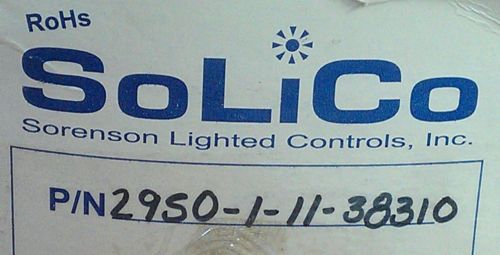 RoHs
SoLiCo
Sorenson Lighted Controls, Inc.
P/N 2950-1-11-38310